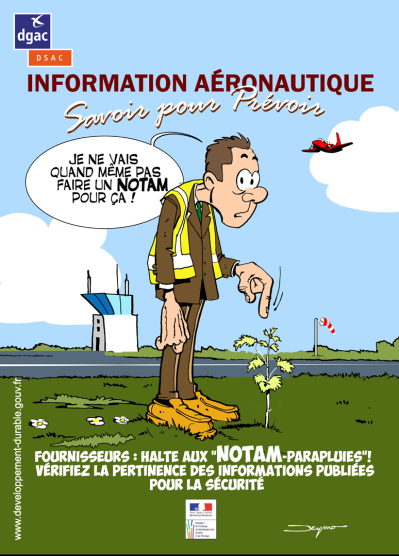 dgac
DSAC
INFORMATION AÉRONAUTIQUE
Savoir pour Prévoir
JE NE VAIS
QUAND MÊME PAS
FAIRE UN NOTAM
POUR ÇA !
www.developpement-durable.gouv.fr
FOURNISSEURS : HALTE AUX "NOTAM-PARAPLUIES"!
VÉRIFIEZ LA PERTINENCE DES INFORMATIONS PUBLIÉES
POUR LA SÉCURITÉ